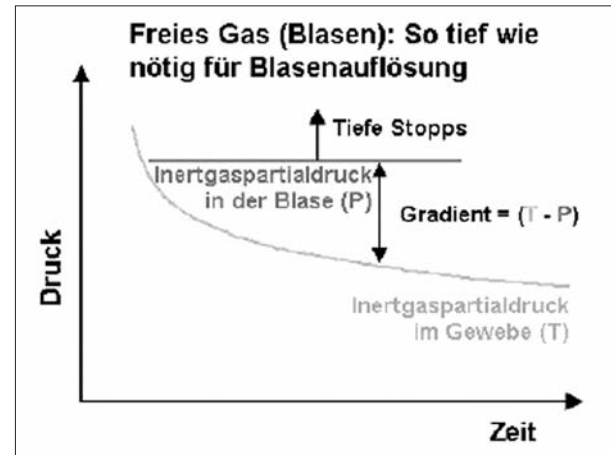 Freies Gas (Blasen): So tief wie
nötig für Blasenauflösung
Tiefe Stopps
Inertgaspartialdruck
in der Blase (P)
Gradient = (T - P)
Druck
Inertgaspartialdruck
im Gewebe (T)
Zeit